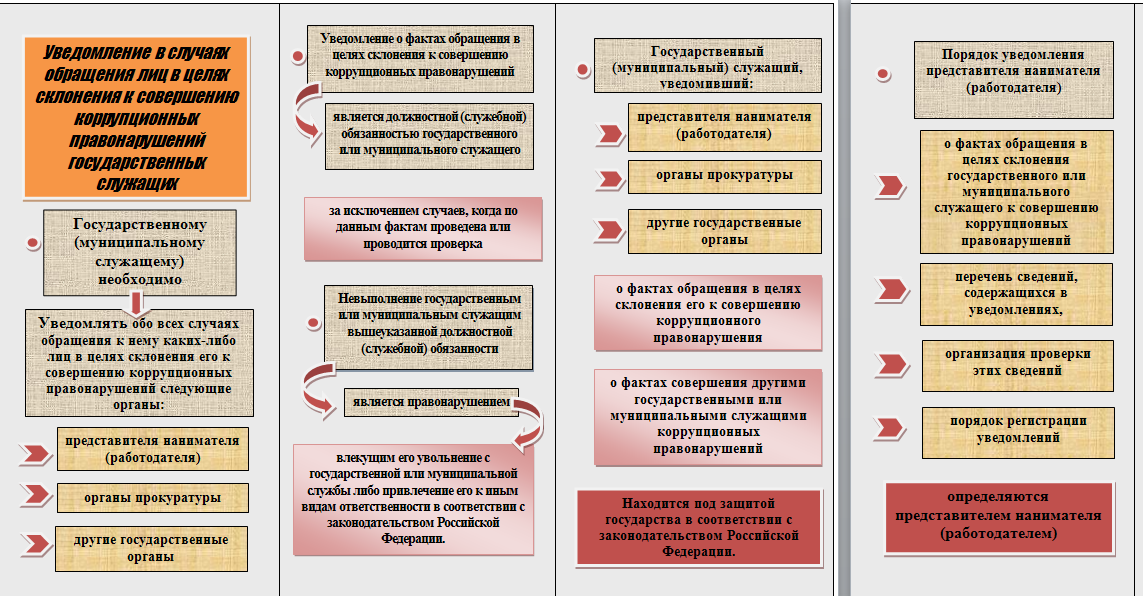 Уведомление в случаях
обращения лиц в целях
склонения к совершению
коррупционных
правонарушений
государственных
служащих
Государственному
(муниципальному
служащему)
необходимо
Уведомлять обо всех случаях
обращения к нему каких-либо
лиц в целях склонения его к
совершению коррупционных
правонарушений следующие
органы:
представителя нанимателя
(работодателя)
органы прокуратуры
другие государственные
органы
Уведомление о фактах обращения в
целях склонения к совершению
коррупционных правонарушений
является должностной (служебной)
обязанностью государственного
или муниципального служащего
за исключением случаев, когда по
данным фактам проведена или
проводится проверка
Невыполнение государственным
или муниципальным служащим
вышеуказанной должностной
(служебной) обязанности
является правонарушением
влекущим его увольнение с
государственной или муниципальной
службы либо привлечение его к иным
видам ответственности в соответствии с
законодательством Российской
Федерации.
Государственный
(муниципальный) служащий,
уведомивший:
представителя нанимателя
(работодателя)
органы прокуратуры
другие государственные
органы
о фактах обращения в целях
склонения его к совершению
коррупционного
правонарушения
о фактах совершения другими
государственными или
муниципальными служащими
коррупционных
правонарушений
Находится под защитой
государства в соответствии с
законодательством Российской
Федерации.
Порядок уведомления
представителя нанимателя
(работодателя)
о фактах обращения в
целях склонения
государственного или
муниципального
служащего к совершению
коррупционных
правонарушений
перечень сведений,
содержащихся в
уведомлениях,
организация проверки
этих сведений
порядок регистрации
уведомлений
определяются
представителем нанимателя
(работодателем)